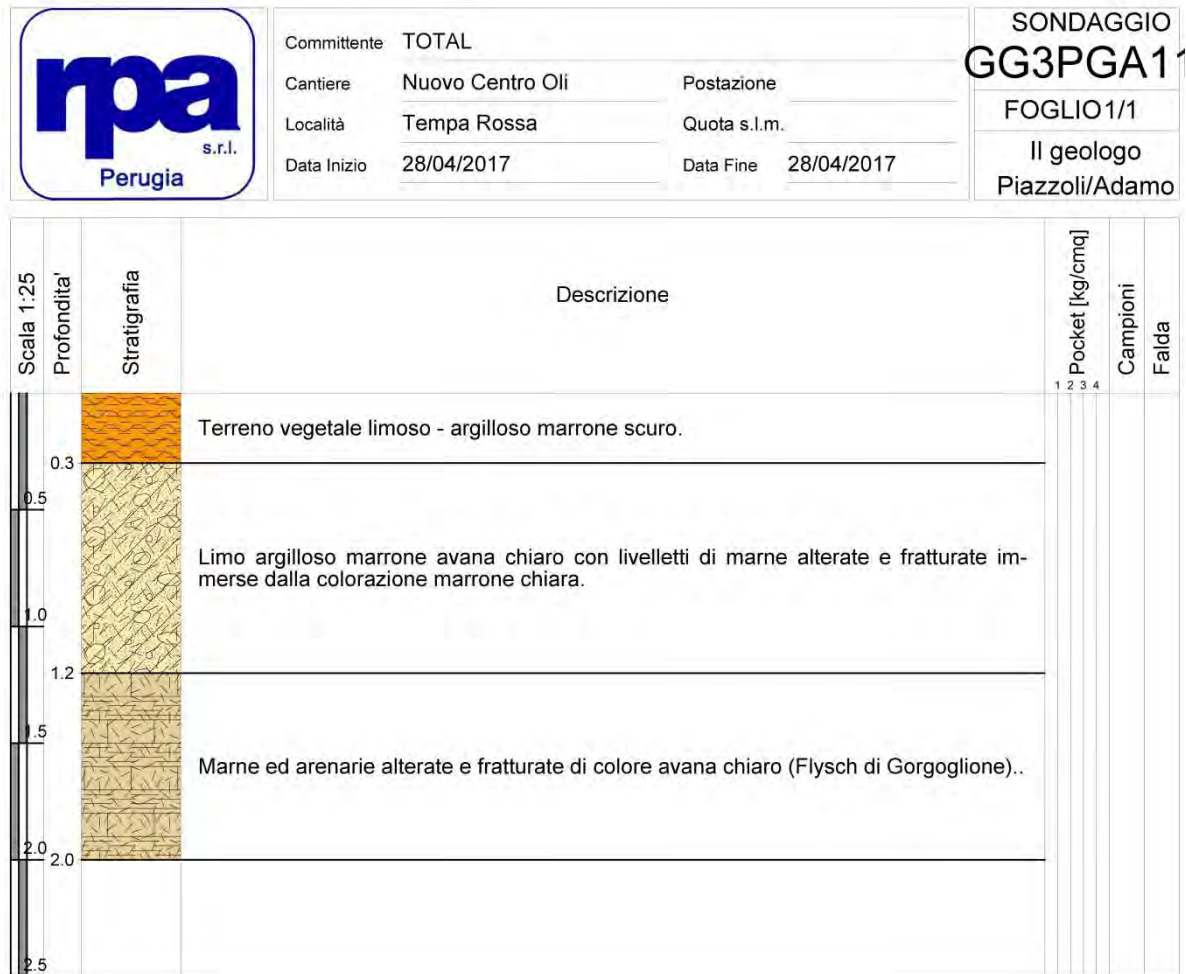 rpa
s.r.l.
Perugia
Committente TOTAL
Cantiere Nuovo Centro Oli Postazione
Località Tempa Rossa Quota s.l.m.
Data Inizio 28/04/2017 Data Fine 28/04/2017
SONDAGGIO
GG3PGA11
FOGLIO1/1
Il geologo
Piazzoli/Adamo
Scala 1:25
Profondita'
Stratigrafia
Descrizione
Pocket [kg/cmq]
1 2 3 4
Campioni
Falda
Terreno vegetale limoso - argilloso marrone scuro.
0.3
0.5
Limo argilloso marrone avana chiaro con livelletti di marne alterate e fratturate im-
merse dalla colorazione marrone chiara.
1.0
1.2
1.5
Marne ed arenarie alterate e fratturate di colore avana chiaro (Flysch di Gorgoglione)..
2.0
2.0
2.5